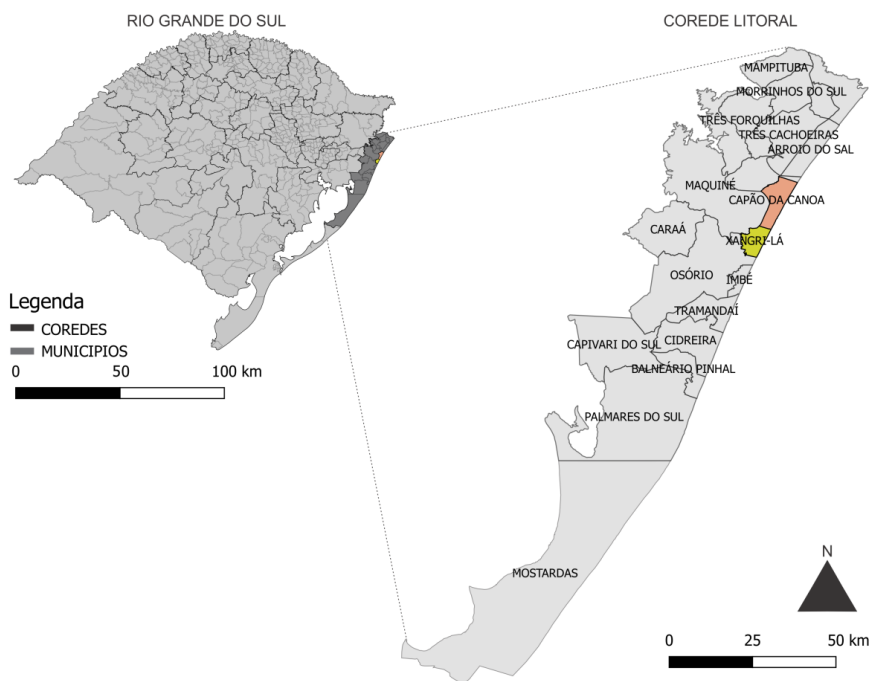 RIO GRANDE DO SUL
COREDE LITORAL
MAMPITUBA
MORRINHOS DO SUL
TRÊS FORQUILHAS
TRÊS CACHOEIRAS
ARROIO DO SAL
MAQUINÉ
CAPÃO DA CANOA
CARAÁ
XANGRI-LÁ
OSÓRIO
IMBÉ
TRAMANDAÍ
CAPIVARI DO SUL
CIDREIRA
BALNEÁRIO PINHAL
PALMARES DO SUL
MOSTARDAS
Legenda
COREDES
MUNICIPIOS
0 50 100 km
N
0 25 50 km